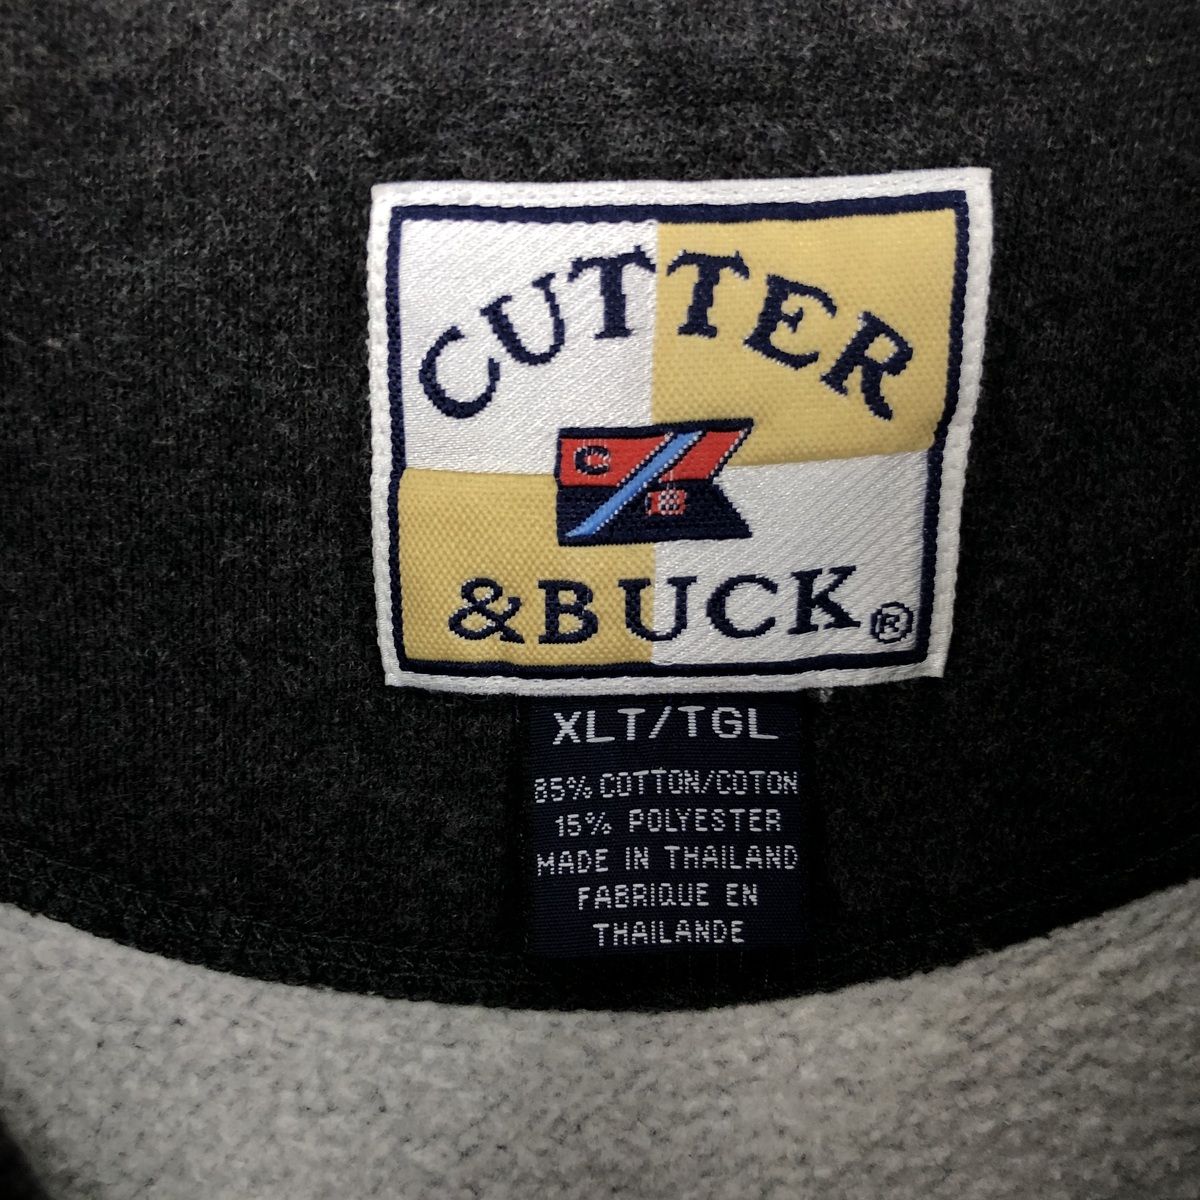 CUTTER
C
B
& BUCK®
XLT/TGL
85% COTTON/COTON
15% POLYESTER
MADE IN THAILAND
FABRIQUE EN
THAILANDE